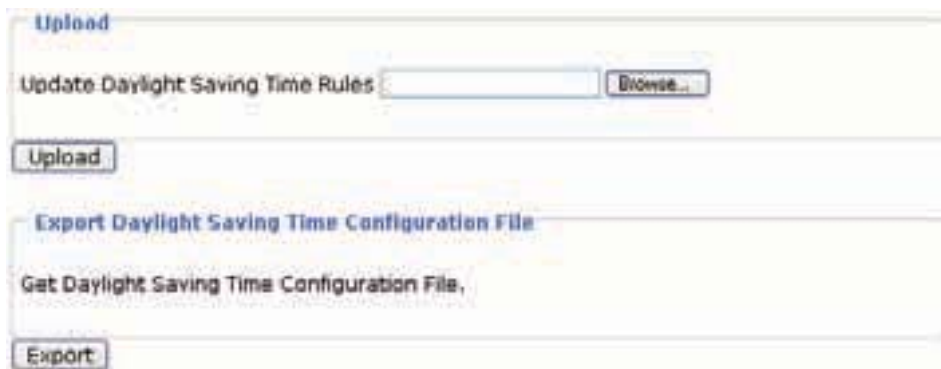 Upload
Update Daylight Saving Time Rules Browse...
Upload
Export Daylight Saving Time Configuration File
Get Daylight Saving Time Configuration File.
Export